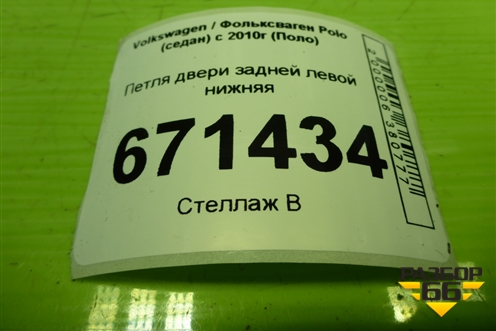 Volkswagen / Фольксваген Polo
(седан) с 2010г (Поло)
Петля двери задней левой
нижняя
671434
Стеллаж В
РАЗБОР
66